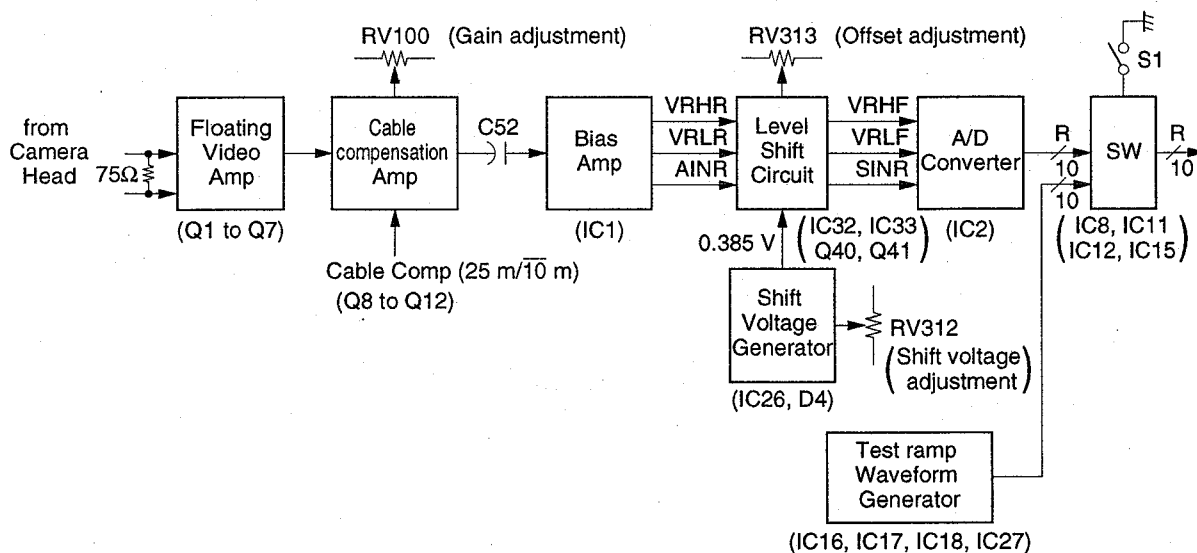 RV100 (Gain adjustment)
RV313 (Offset adjustment)
S1
from
Camera
Head
75Ω
Floating
Video
Amp
(Q1 to Q7)
Cable
compensation
Amp
Cable Comp (25 m/1̅0̅ m)
(Q8 to Q12)
C52
Bias
Amp
(IC1)
VRHR
VRLR
AINR
Level
Shift
Circuit
(IC32, IC33
Q40, Q41)
VRHF
VRLF
SINR
A/D
Converter
(IC2)
R
10
10
SW
(IC8, IC11
IC12, IC15)
R
10
0.385 V
Shift
Voltage
Generator
(IC26, D4)
RV312
(Shift voltage
adjustment)
Test ramp
Waveform
Generator
(IC16, IC17, IC18, IC27)